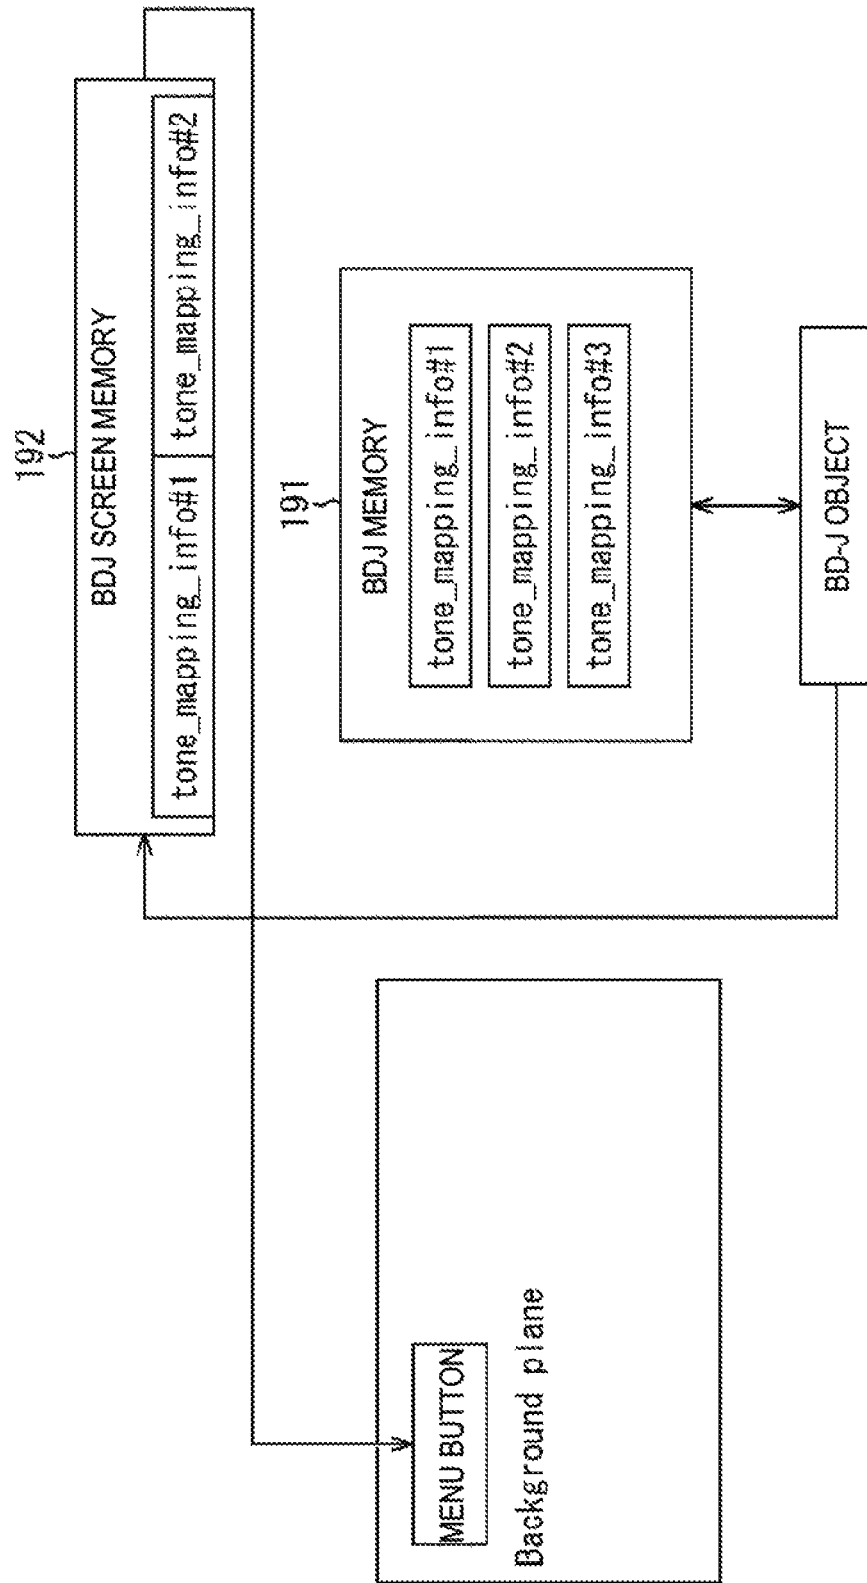 192
BDJ SCREEN MEMORY
tone_mapping_info#1
tone_mapping_info#2
191
BDJ MEMORY
tone_mapping_info#1
tone_mapping_info#2
tone_mapping_info#3
MENU BUTTON
Background plane
BD-J OBJECT